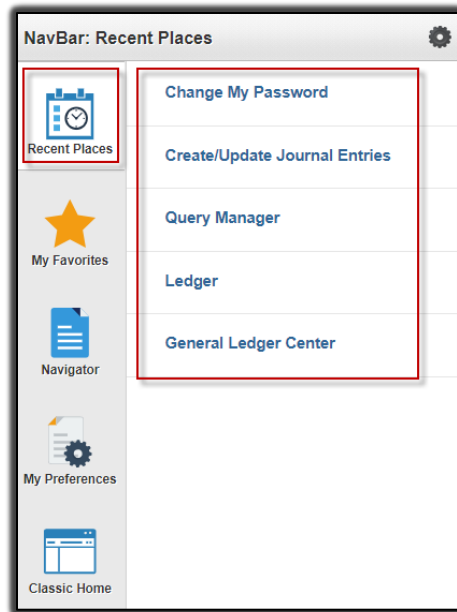 NavBar: Recent Places
Recent Places
My Favorites
Navigator
My Preferences
Classic Home
Change My Password
Create/Update Journal Entries
Query Manager
Ledger
General Ledger Center